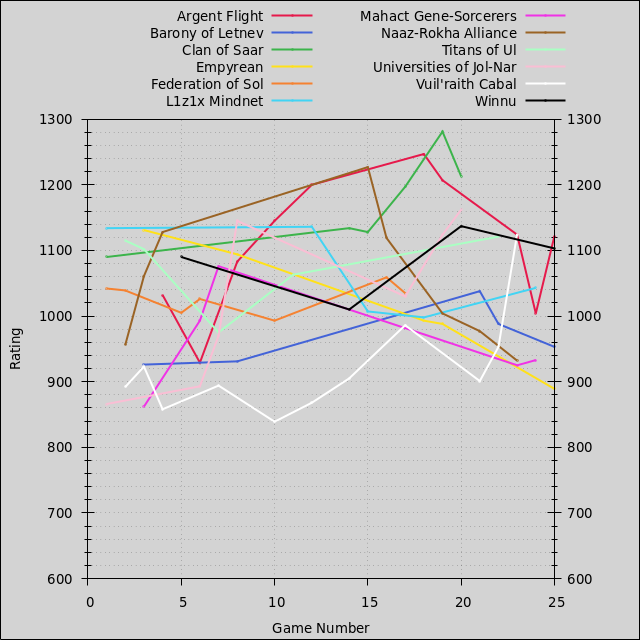 Argent Flight
Barony of Letnev
Clan of Saar
Empyrean
Federation of Sol
L1z1x Mindnet
Mahact Gene-Sorcerers
Naaz-Rokha Alliance
Titans of Ul
Universities of Jol-Nar
Vuil'raith Cabal
Winnu
1300 1300
1200 1200
1100 1100
1000 1000
900 900
800 800
700 700
600 600
0 5 10 15 20 25
Rating
Game Number